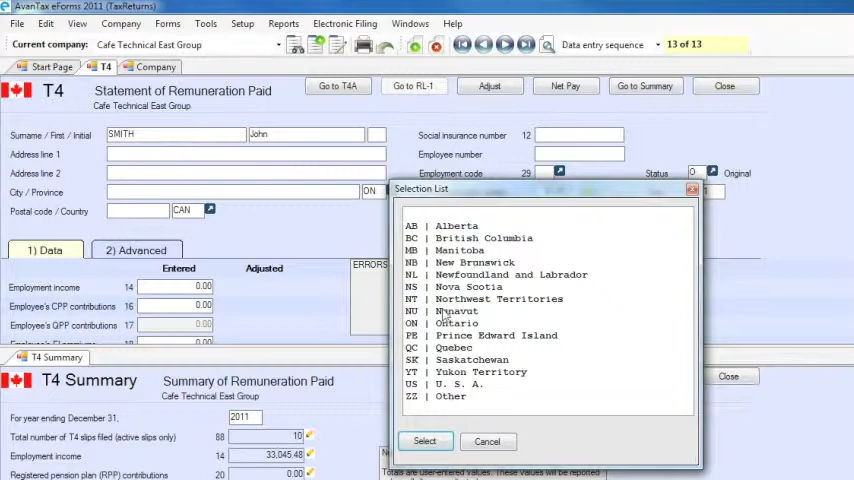 AvanTax eForms 2011 (TaxReturns)
File Edit View Company Forms Tools Setup Reports Electronic Filing Windows Help
Current company: Cafe Technical East Group Data entry sequence 13 of 13
Start Page T4 Company
T4 Statement of Remuneration Paid Go to T4A Go to RL-1 Adjust Net Pay Go to Summary Close
Cafe Technical East Group
Surname / First / Initial SMITH John Social insurance number 12
Address line 1 Employee number
Address line 2 Employment code 29 Status O Original
City / Province ON
Postal code / Country CAN
Selection List
AB | Alberta
BC | British Columbia
MB | Manitoba
NB | New Brunswick
NL | Newfoundland and Labrador
NS | Nova Scotia
NT | Northwest Territories
NU | Nunavut
ON | Ontario
PE | Prince Edward Island
QC | Quebec
SK | Saskatchewan
YT | Yukon Territory
US | U. S. A.
ZZ | Other
Select Cancel
1) Data 2) Advanced
Entered Adjusted ERRORS
Employment income 14 0.00
Employee's CPP contributions 16 0.00
Employee's QPP contributions 17 0.00
T4 Summary
T4 Summary Summary of Remuneration Paid Close
Cafe Technical East Group
For year ending December 31, 2011
Total number of T4 slips filed (active slips only) 88 10
Employment income 14 33,045.48
Registered pension plan (RPP) contributions 20 0.00
Totals are user-entered values. These values will be reported